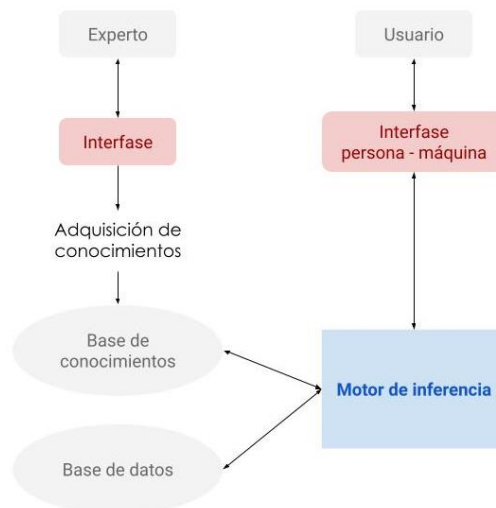 Experto
Usuario
Interfase
Interfase
persona - máquina
Adquisición de
conocimientos
Base de
conocimientos
Motor de inferencia
Base de datos